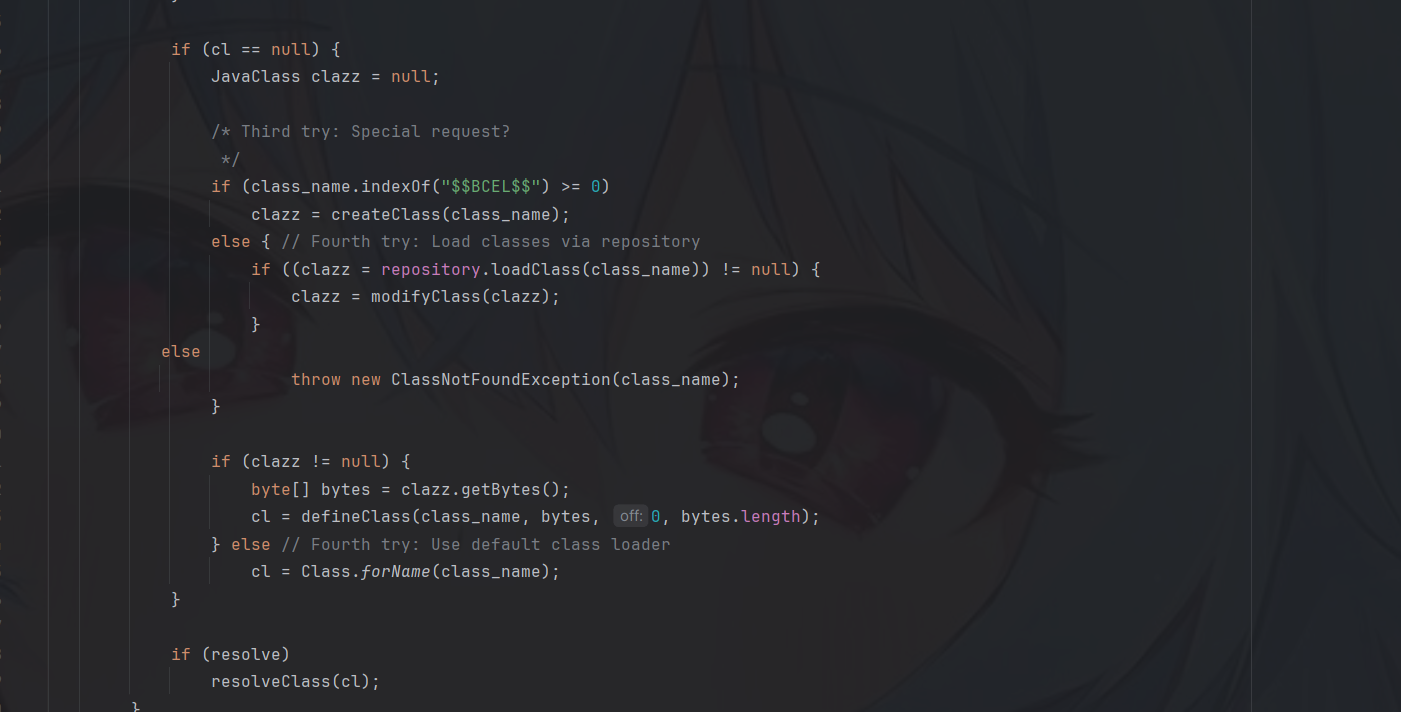 if (cl == null) {
JavaClass clazz = null;
/* Third try: Special request?
*/
if (class_name.indexOf("$$BCEL$$") >= 0)
clazz = createClass(class_name);
else { // Fourth try: Load classes via repository
if ((clazz = repository.loadClass(class_name)) != null) {
clazz = modifyClass(clazz);
}
else
throw new ClassNotFoundException(class_name);
}
if (clazz != null) {
byte[] bytes = clazz.getBytes();
cl = defineClass(class_name, bytes, off: 0, bytes.length);
} else // Fourth try: Use default class loader
cl = Class.forName(class_name);
}
if (resolve)
resolveClass(cl);
}